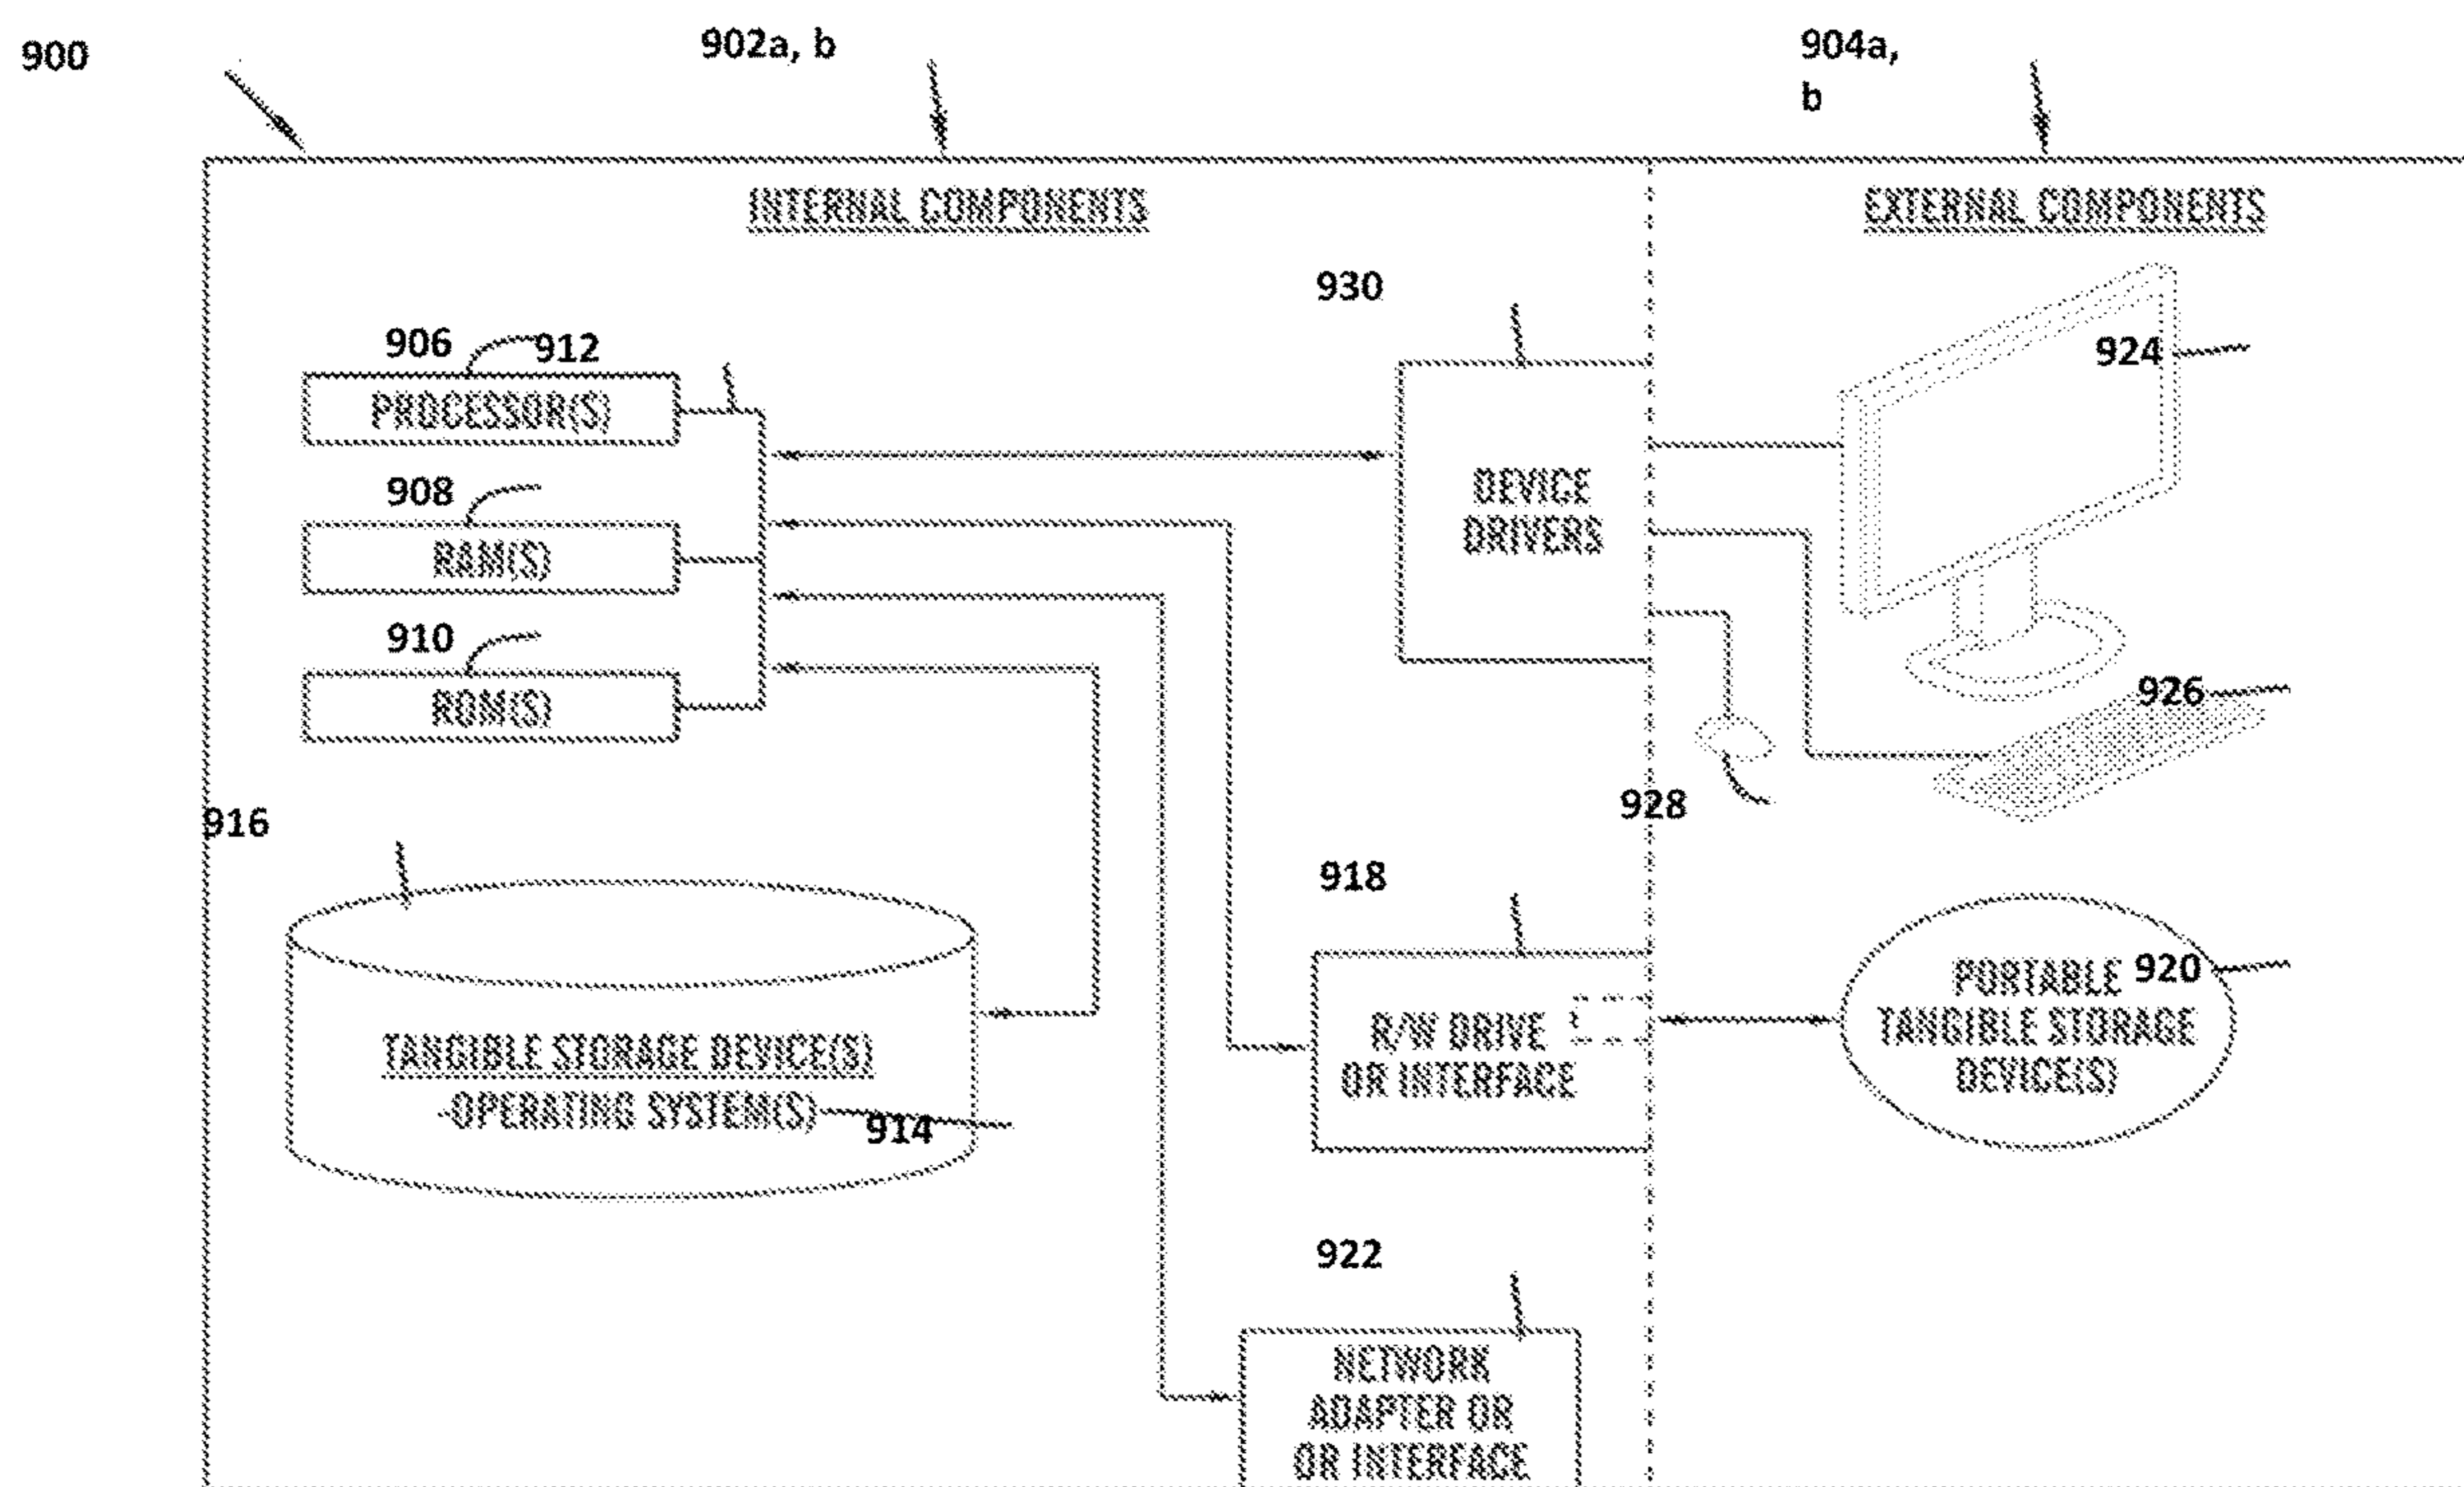 900
902a, b
904a,
b
INTERNAL COMPONENTS
EXTERNAL COMPONENTS
930
906
912
924
PROCESSOR(S)
908
DEVICE
DRIVERS
RAM(S)
910
926
ROM(S)
928
916
918
920
PORTABLE
TANGIBLE STORAGE
DEVICE(S)
R/W DRIVE
OR INTERFACE
TANGIBLE STORAGE DEVICE(S)
-OPERATING SYSTEM(S)
914
922
NETWORK
ADAPTER OR
OR INTERFACE